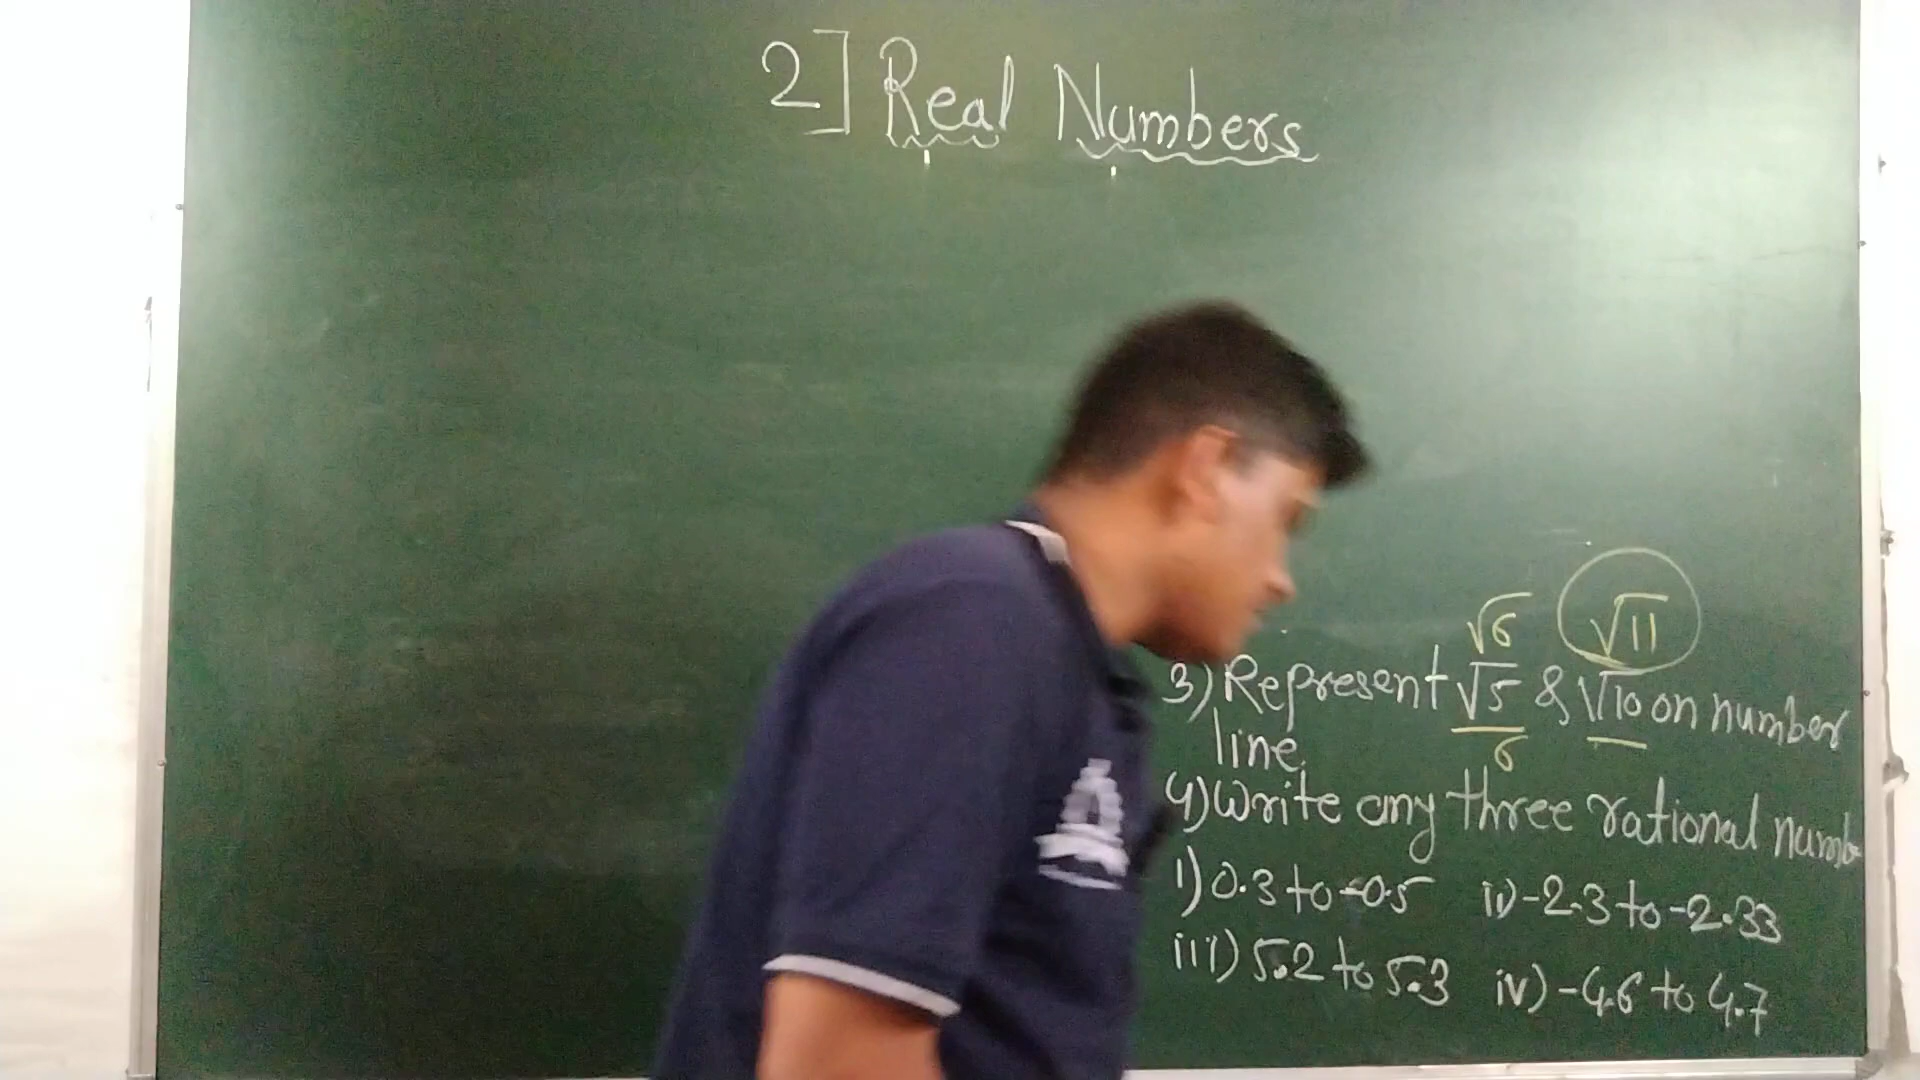 2] Real Numbers
√6 √11
3) Represent √5 & √10 on number
6
line.
4) Write any three rational numb
i) 0.3 to -0.5 iv) -2.3 to -2.33
iii) 5.2 to 5.3 iv) -4.6 to 4.7